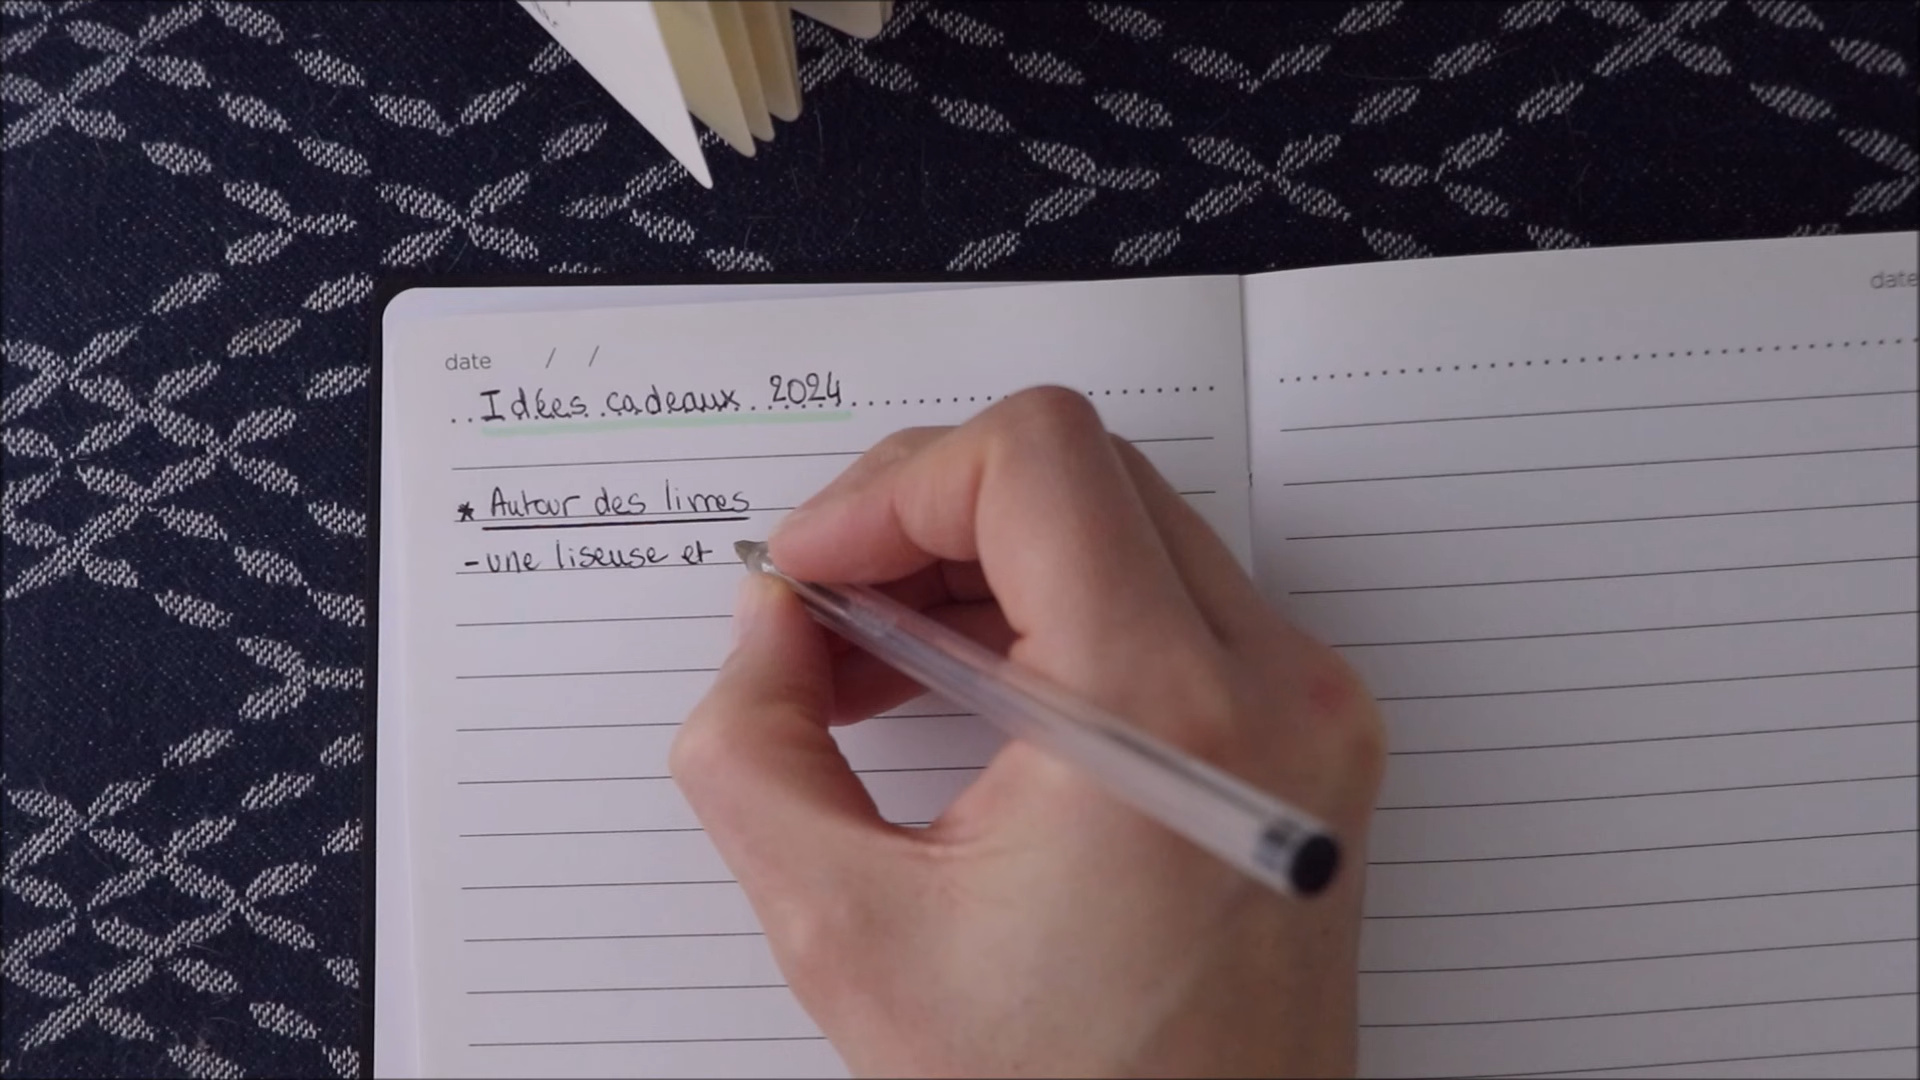 date / /
Idées cadeaux 2024
* Autour des livres
- une liseuse et
date